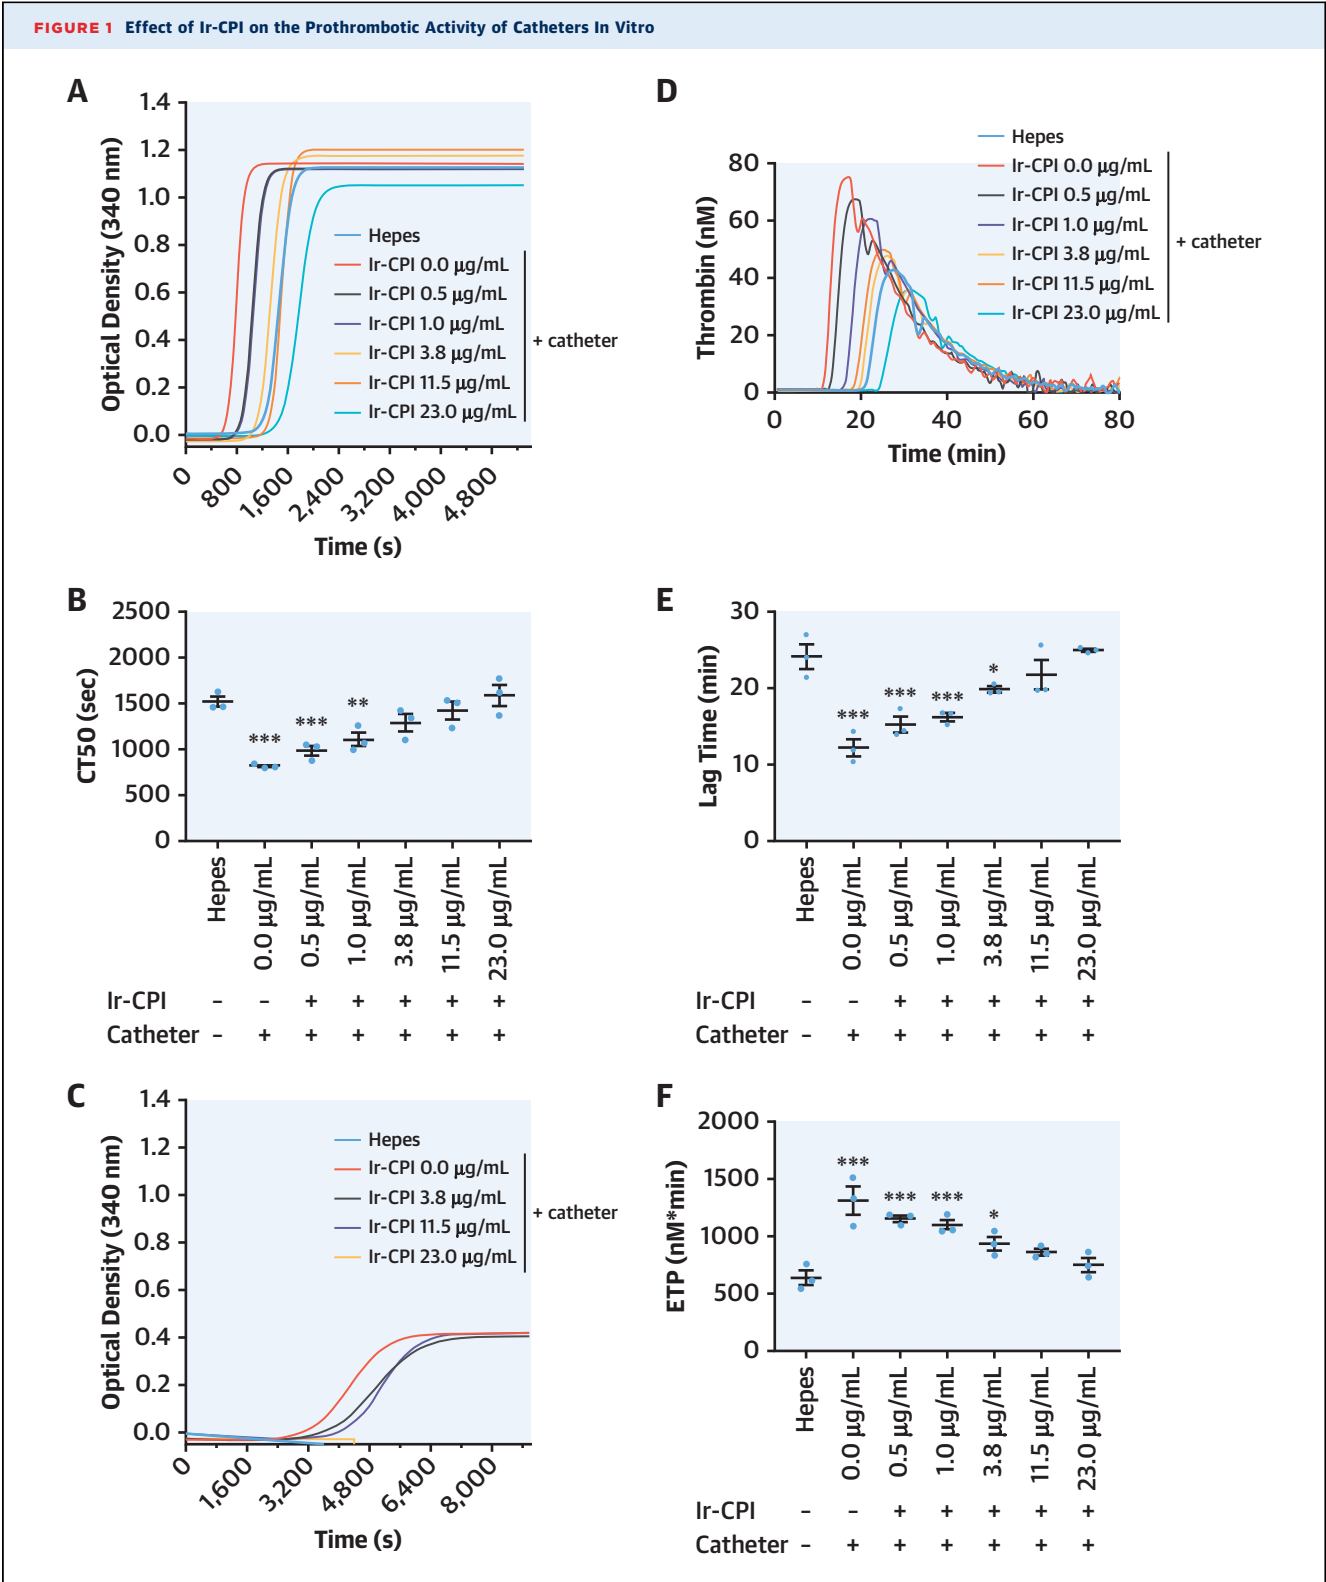 FIGURE 1 Effect of Ir-CPI on the Prothrombotic Activity of Catheters In Vitro
A
1.4
1.2
1.0
0.8
0.6
0.4
0.2
0.0
Optical Density (340 nm)
Hepes
Ir-CPI 0.0 µg/mL
Ir-CPI 0.5 µg/mL
Ir-CPI 1.0 µg/mL
Ir-CPI 3.8 µg/mL
Ir-CPI 11.5 µg/mL
Ir-CPI 23.0 µg/mL
+ catheter
0 800 1,600 2,400 3,200 4,000 4,800
Time (s)
D
80
60
40
20
0
Thrombin (nM)
Hepes
Ir-CPI 0.0 µg/mL
Ir-CPI 0.5 µg/mL
Ir-CPI 1.0 µg/mL
Ir-CPI 3.8 µg/mL
Ir-CPI 11.5 µg/mL
Ir-CPI 23.0 µg/mL
+ catheter
0 20 40 60 80
Time (min)
B
2500
2000
1500
1000
500
0
CT50 (sec)
*** *** **
Hepes 0.0 µg/mL 0.5 µg/mL 1.0 µg/mL 3.8 µg/mL 11.5 µg/mL 23.0 µg/mL
Ir-CPI – – + + + + +
Catheter – + + + + + +
E
30
20
10
0
Lag Time (min)
*** *** *** *
Hepes 0.0 µg/mL 0.5 µg/mL 1.0 µg/mL 3.8 µg/mL 11.5 µg/mL 23.0 µg/mL
Ir-CPI – – + + + + +
Catheter – + + + + + +
C
1.4
1.2
1.0
0.8
0.6
0.4
0.2
0.0
Optical Density (340 nm)
Hepes
Ir-CPI 0.0 µg/mL
Ir-CPI 3.8 µg/mL
Ir-CPI 11.5 µg/mL
Ir-CPI 23.0 µg/mL
+ catheter
0 1,600 3,200 4,800 6,400 8,000
Time (s)
F
2000
1500
1000
500
0
ETP (nM*min)
*** *** *** *
Hepes 0.0 µg/mL 0.5 µg/mL 1.0 µg/mL 3.8 µg/mL 11.5 µg/mL 23.0 µg/mL
Ir-CPI – – + + + + +
Catheter – + + + + + +